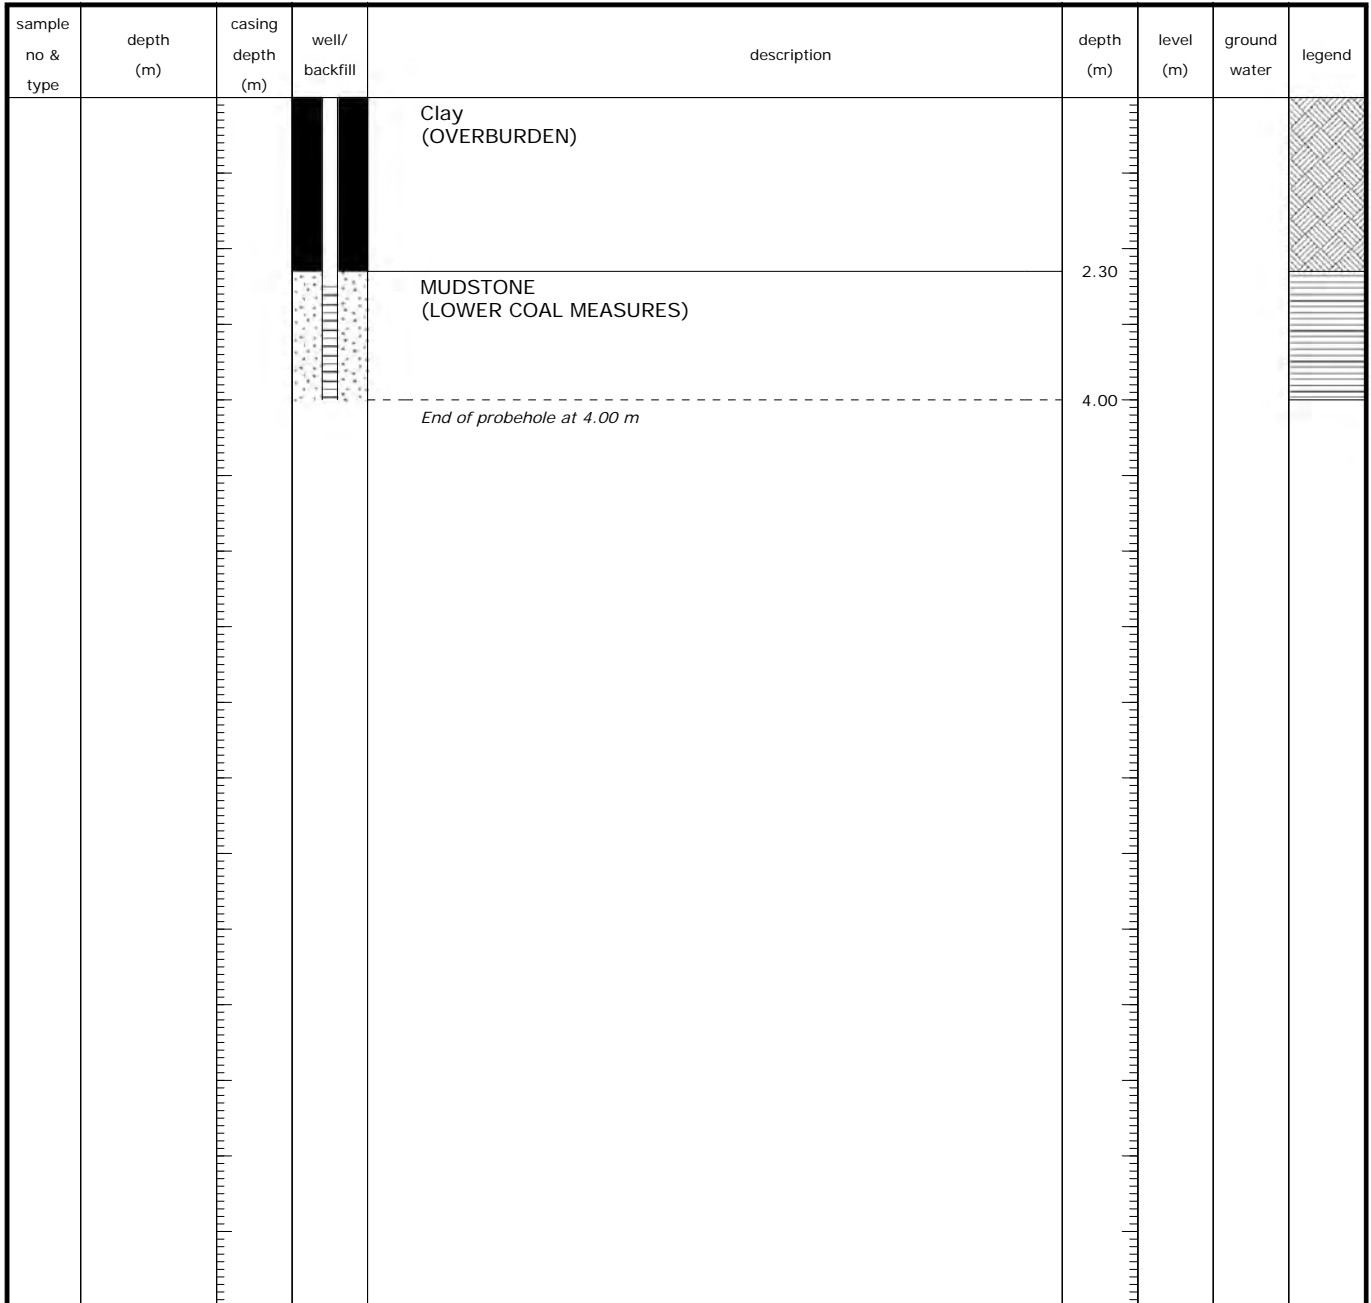 sample
no &
type
depth
(m)
casing
depth
(m)
well/
backfill
description
depth
(m)
level
(m)
ground
water
legend
Clay
(OVERBURDEN)
2.30
MUDSTONE
(LOWER COAL MEASURES)
4.00
End of probehole at 4.00 m